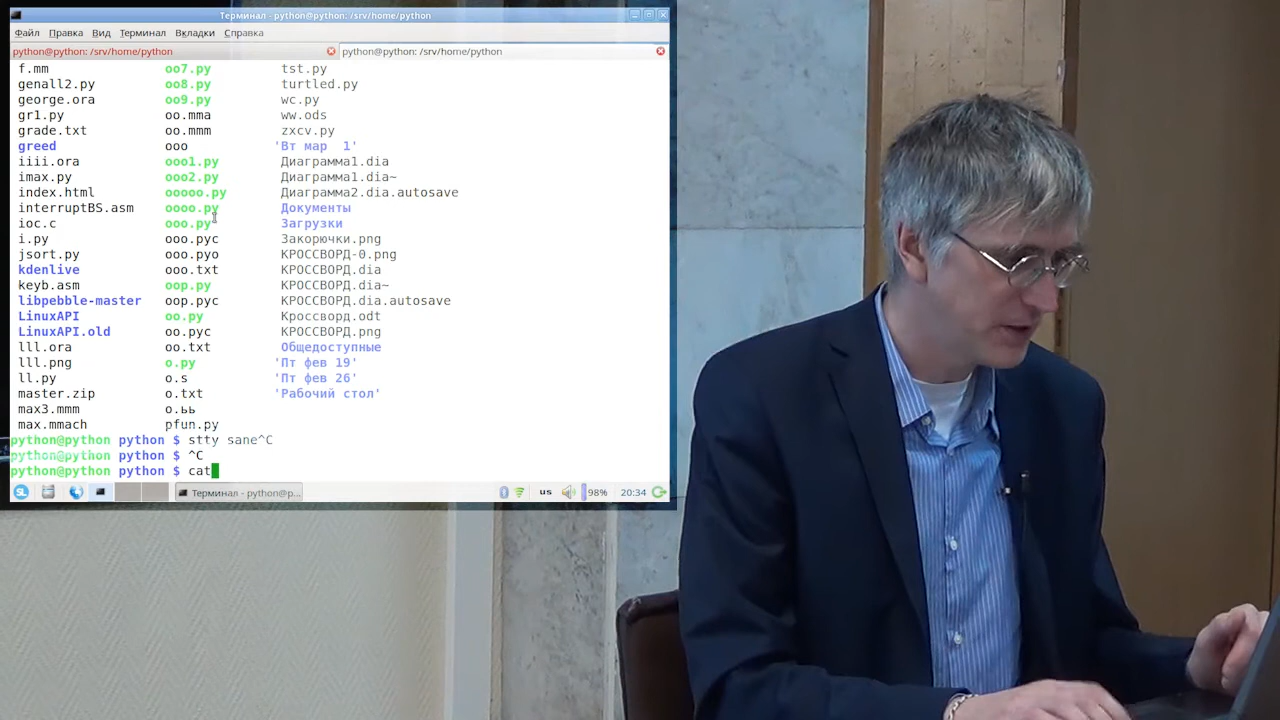 Терминал - python@python: /srv/home/python
Файл Правка Вид Терминал Вкладки Справка
python@python: /srv/home/python python@python: /srv/home/python
f.mm oo7.py tst.py
genall2.py oo8.py turtled.py
george.ora oo9.py wc.py
gr1.py oo.mma ww.ods
grade.txt oo.mmm zxcv.py
greed ooo 'Вт мар  1'
iiii.ora ooo1.py Диаграмма1.dia
imax.py ooo2.py Диаграмма1.dia~
index.html ooooo.py Диаграмма2.dia.autosave
interruptBS.asm oooo.py Документы
ioc.c ooo.py Загрузки
i.py ooo.pyc Закорючки.png
jsort.py ooo.pyo КРОССВОРД-0.png
kdenlive ooo.txt КРОССВОРД.dia
keyb.asm oop.py КРОССВОРД.dia~
libpebble-master oop.pyc КРОССВОРД.dia.autosave
LinuxAPI oo.py Кроссворд.odt
LinuxAPI.old oo.pyc КРОССВОРД.png
lll.ora oo.txt Общедоступные
lll.png o.py 'Пт фев 19'
ll.py o.s 'Пт фев 26'
master.zip o.txt 'Рабочий стол'
max3.mmm o.ьь
max.mmach pfun.py
python@python python $ stty sane^C
python@python python $ ^C
python@python python $ cat
Терминал - python@p... us 98% 20:34